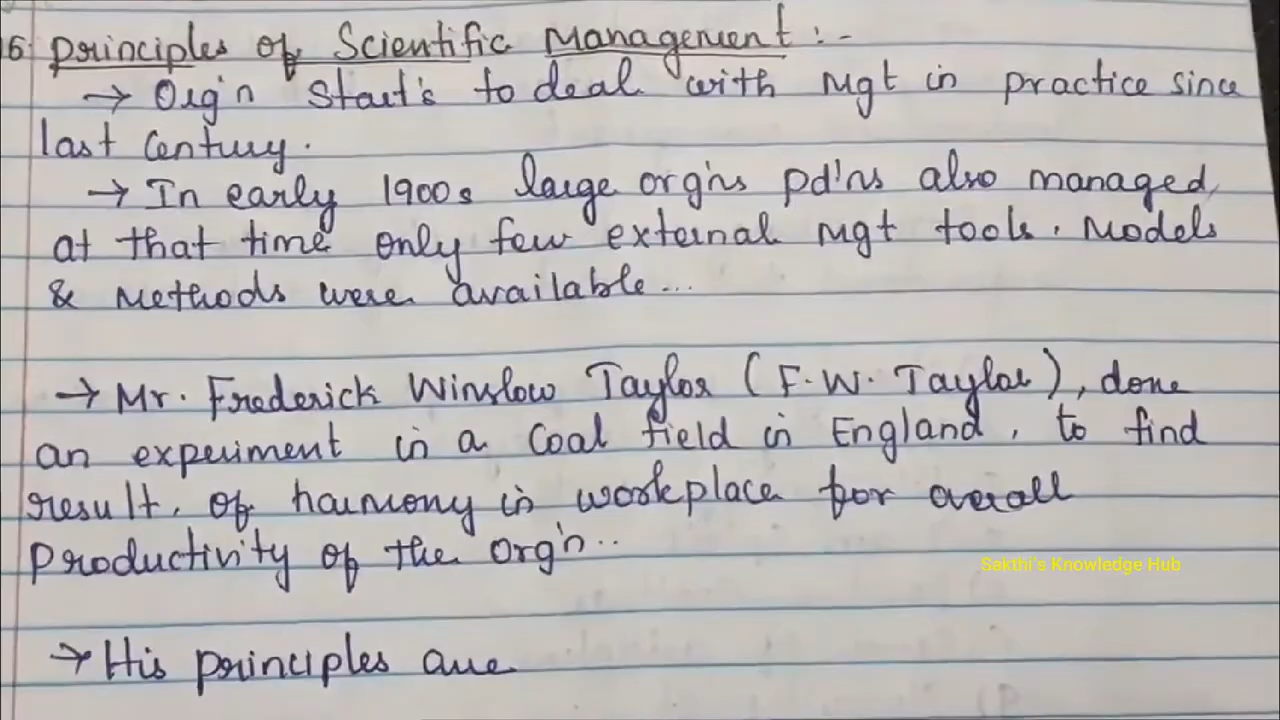 16. Principles of Scientific Management :-
→ Org'n Start's to deal with Mgt in practice since
last Century.
→ In early 1900s large org'ns pd'ns also managed,
at that time only few external Mgt tools, Models
& Methods were available...
→ Mr. Frederick Winslow Taylor (F.W. Taylor), done
an experiment in a Coal field in England, to find
result, of harmony in workplace for overall
Productivity of the Org'n..
Sakthi's Knowledge Hub
→ His principles are